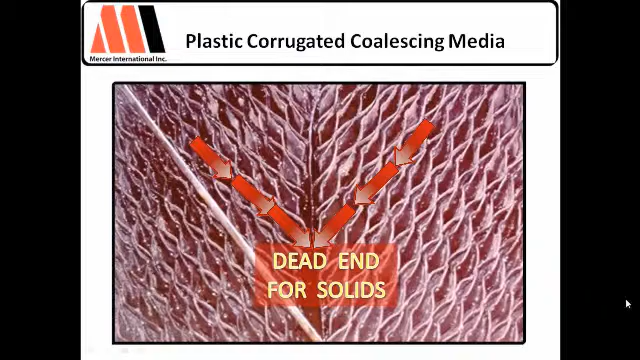 Plastic Corrugated Coalescing Media
Mercer International Inc.
DEAD END
FOR SOLIDS